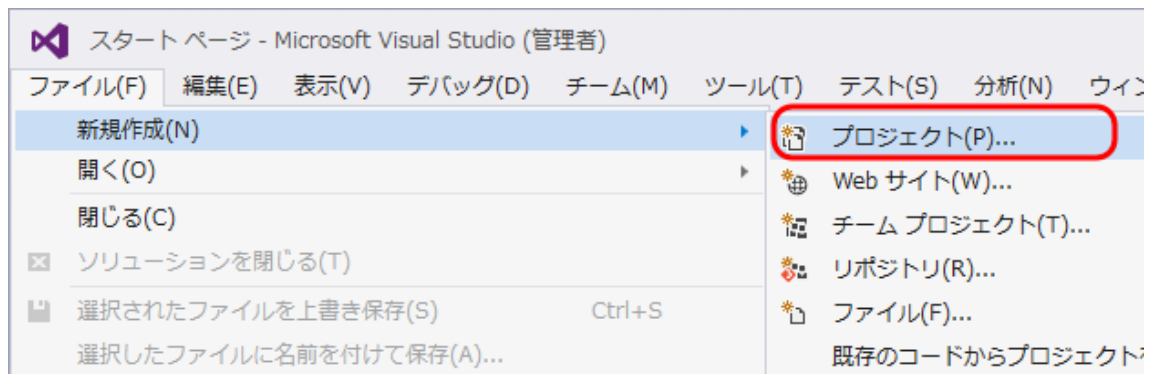 スタート ページ - Microsoft Visual Studio (管理者)
ファイル(F) 編集(E) 表示(V) デバッグ(D) チーム(M) ツール(T) テスト(S) 分析(N) ウィン
新規作成(N)
開く(O)
閉じる(C)
ソリューションを閉じる(T)
選択されたファイルを上書き保存(S) Ctrl+S
選択したファイルに名前を付けて保存(A)...
プロジェクト(P)...
Web サイト(W)...
チーム プロジェクト(T)...
リポジトリ(R)...
ファイル(F)...
既存のコードからプロジェクト